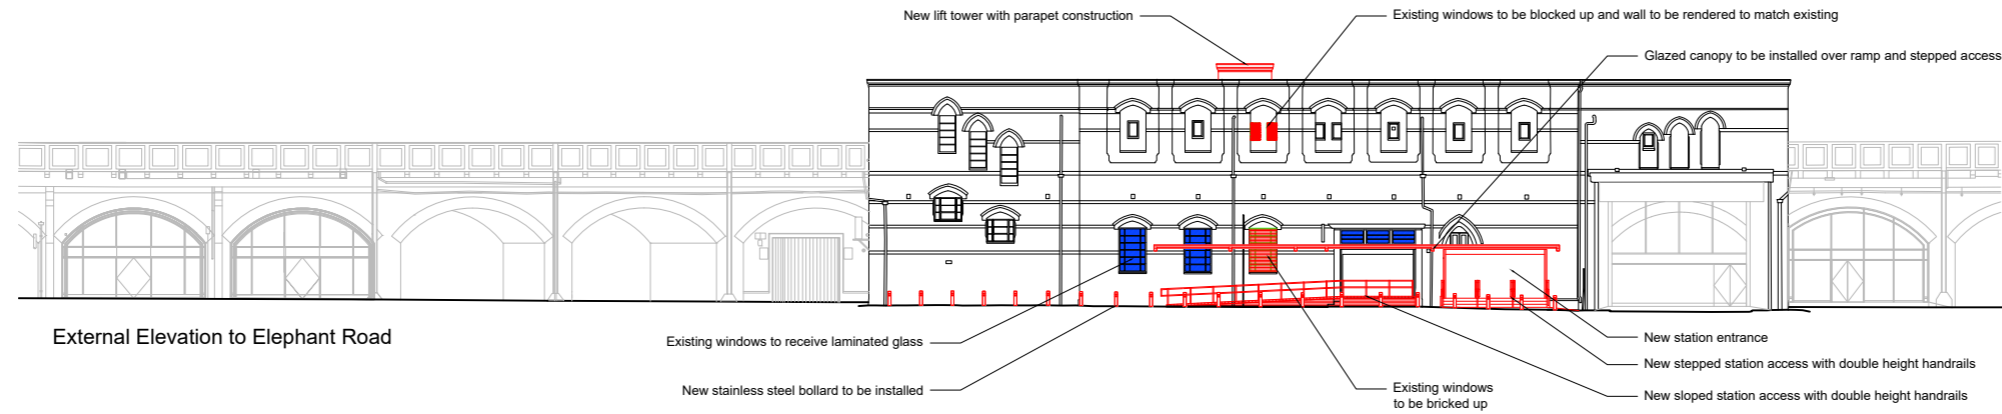 New lift tower with parapet construction
Existing windows to be blocked up and wall to be rendered to match existing
Glazed canopy to be installed over ramp and stepped access
External Elevation to Elephant Road
Existing windows to receive laminated glass
New stainless steel bollard to be installed
Existing windows
to be bricked up
New station entrance
New stepped station access with double height handrails
New sloped station access with double height handrails